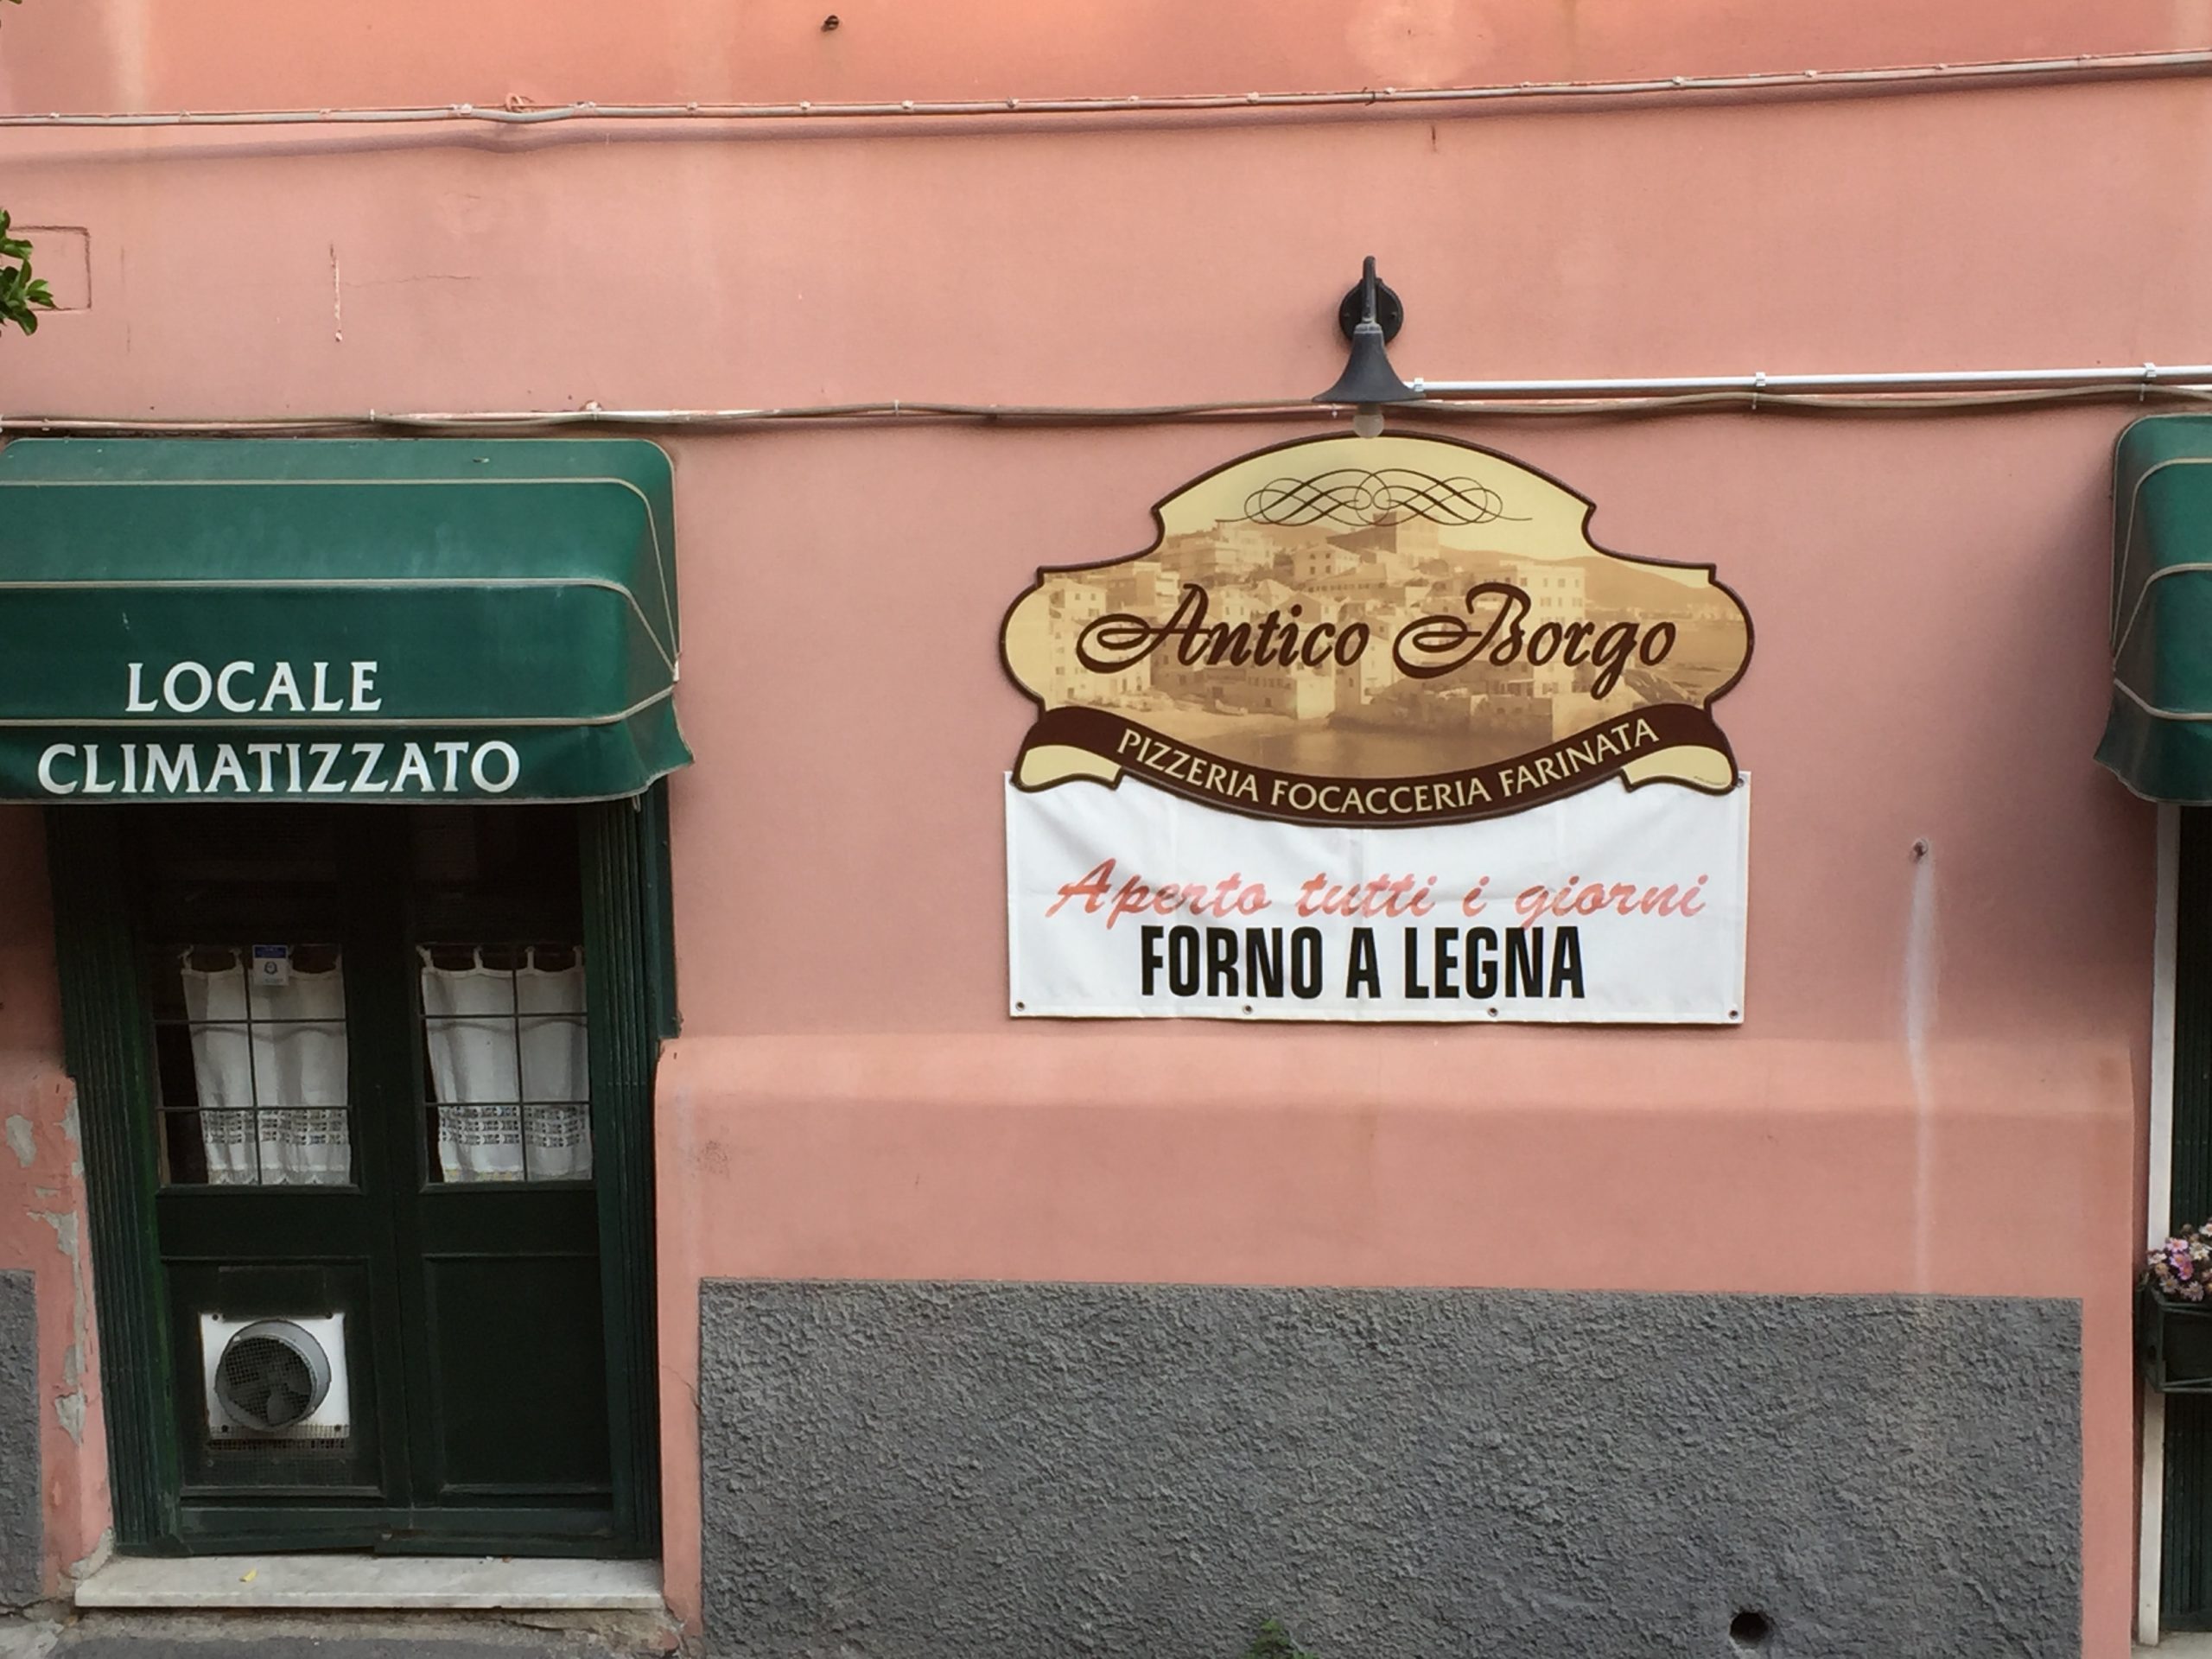 LOCALE
CLIMATIZZATO
Antico Borgo
PIZZERIA FOCACCERIA FARINATA
Aperto tutti i giorni
FORNO A LEGNA